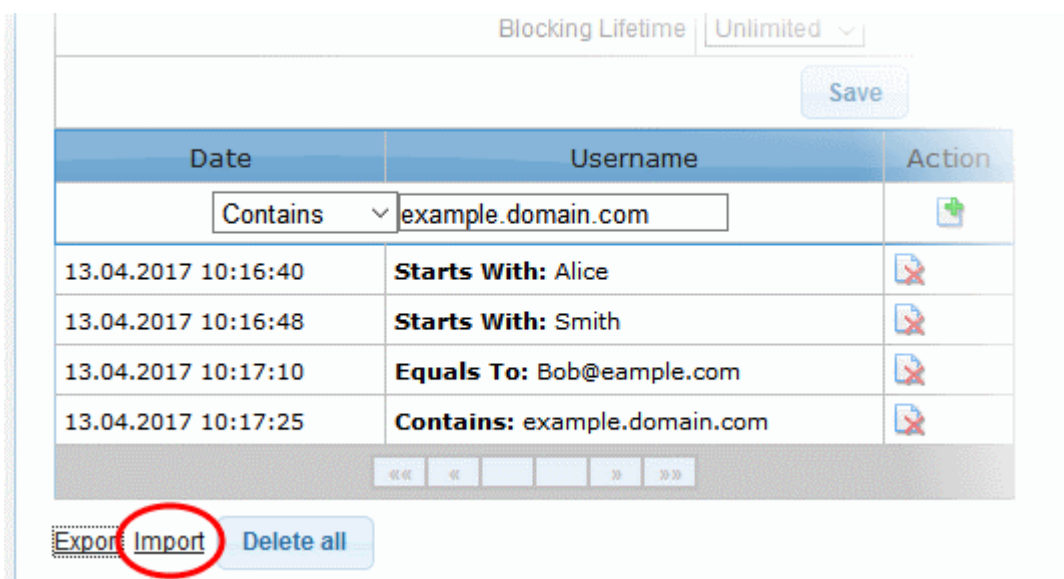 Blocking Lifetime Unlimited
Save
Date Username Action
Contains example.domain.com
13.04.2017 10:16:40 Starts With: Alice
13.04.2017 10:16:48 Starts With: Smith
13.04.2017 10:17:10 Equals To: Bob@eample.com
13.04.2017 10:17:25 Contains: example.domain.com
«« « » »»
Export Import Delete all